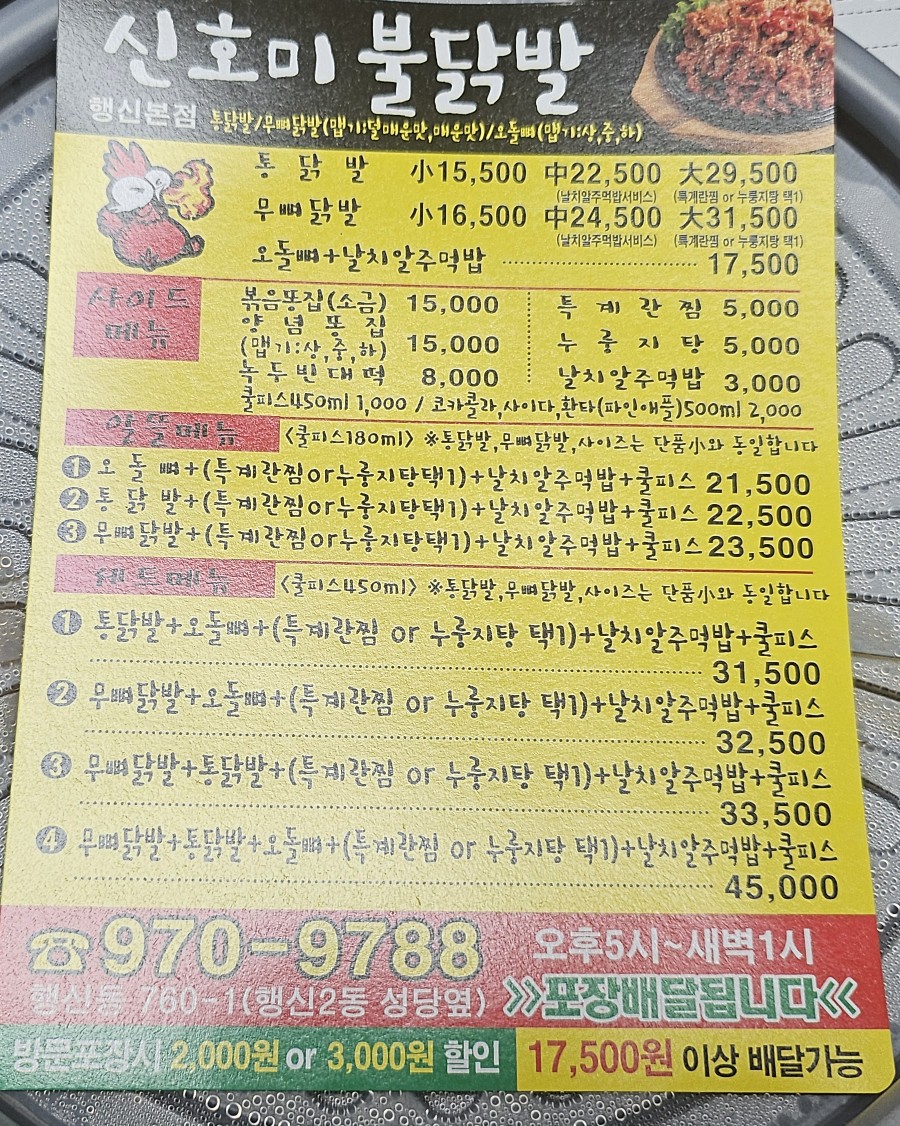 신호미 불닭발
행신본점 통닭발/무뼈닭발(맵기:덜매운맛,매운맛)/오돌뼈(맵기:상,중,하)
통 닭 발 小15,500 中22,500 大29,500
(날치알주먹밥서비스) (특계란찜 or 누룽지탕 택1)
무뼈닭발 小16,500 中24,500 大31,500
(날치알주먹밥서비스) (특계란찜 or 누룽지탕 택1)
오돌뼈+날치알주먹밥 17,500
사이드
메뉴
볶음똥집(소금) 15,000
양 념 똥 집
(맵기:상,중,하) 15,000
녹두빈대떡 8,000
특 계 란 찜 5,000
누 룽 지 탕 5,000
날치알주먹밥 3,000
쿨피스450ml 1,000 / 코카콜라,사이다,환타(파인애플)500ml 2,000
알뜰메뉴 <쿨피스180ml> ※통닭발,무뼈닭발,사이즈는 단품小와 동일합니다
1 오 돌 뼈+(특계란찜or누룽지탕택1)+날치알주먹밥+쿨피스 21,500
2 통 닭 발+(특계란찜or누룽지탕택1)+날치알주먹밥+쿨피스 22,500
3 무뼈닭발+(특계란찜or누룽지탕택1)+날치알주먹밥+쿨피스 23,500
세트메뉴 <쿨피스450ml> ※통닭발,무뼈닭발,사이즈는 단품小와 동일합니다
1 통닭발+오돌뼈+(특계란찜 or 누룽지탕 택1)+날치알주먹밥+쿨피스
31,500
2 무뼈닭발+오돌뼈+(특계란찜 or 누룽지탕 택1)+날치알주먹밥+쿨피스
32,500
3 무뼈닭발+통닭발+(특계란찜 or 누룽지탕 택1)+날치알주먹밥+쿨피스
33,500
4 무뼈닭발+통닭발+오돌뼈+(특계란찜 or 누룽지탕 택1)+날치알주먹밥+쿨피스
45,000
☎970-9788 오후5시~새벽1시
행신동 760-1(행신2동 성당옆) >>포장배달됩니다<<
방문포장시 2,000원 or 3,000원 할인 17,500원 이상 배달가능